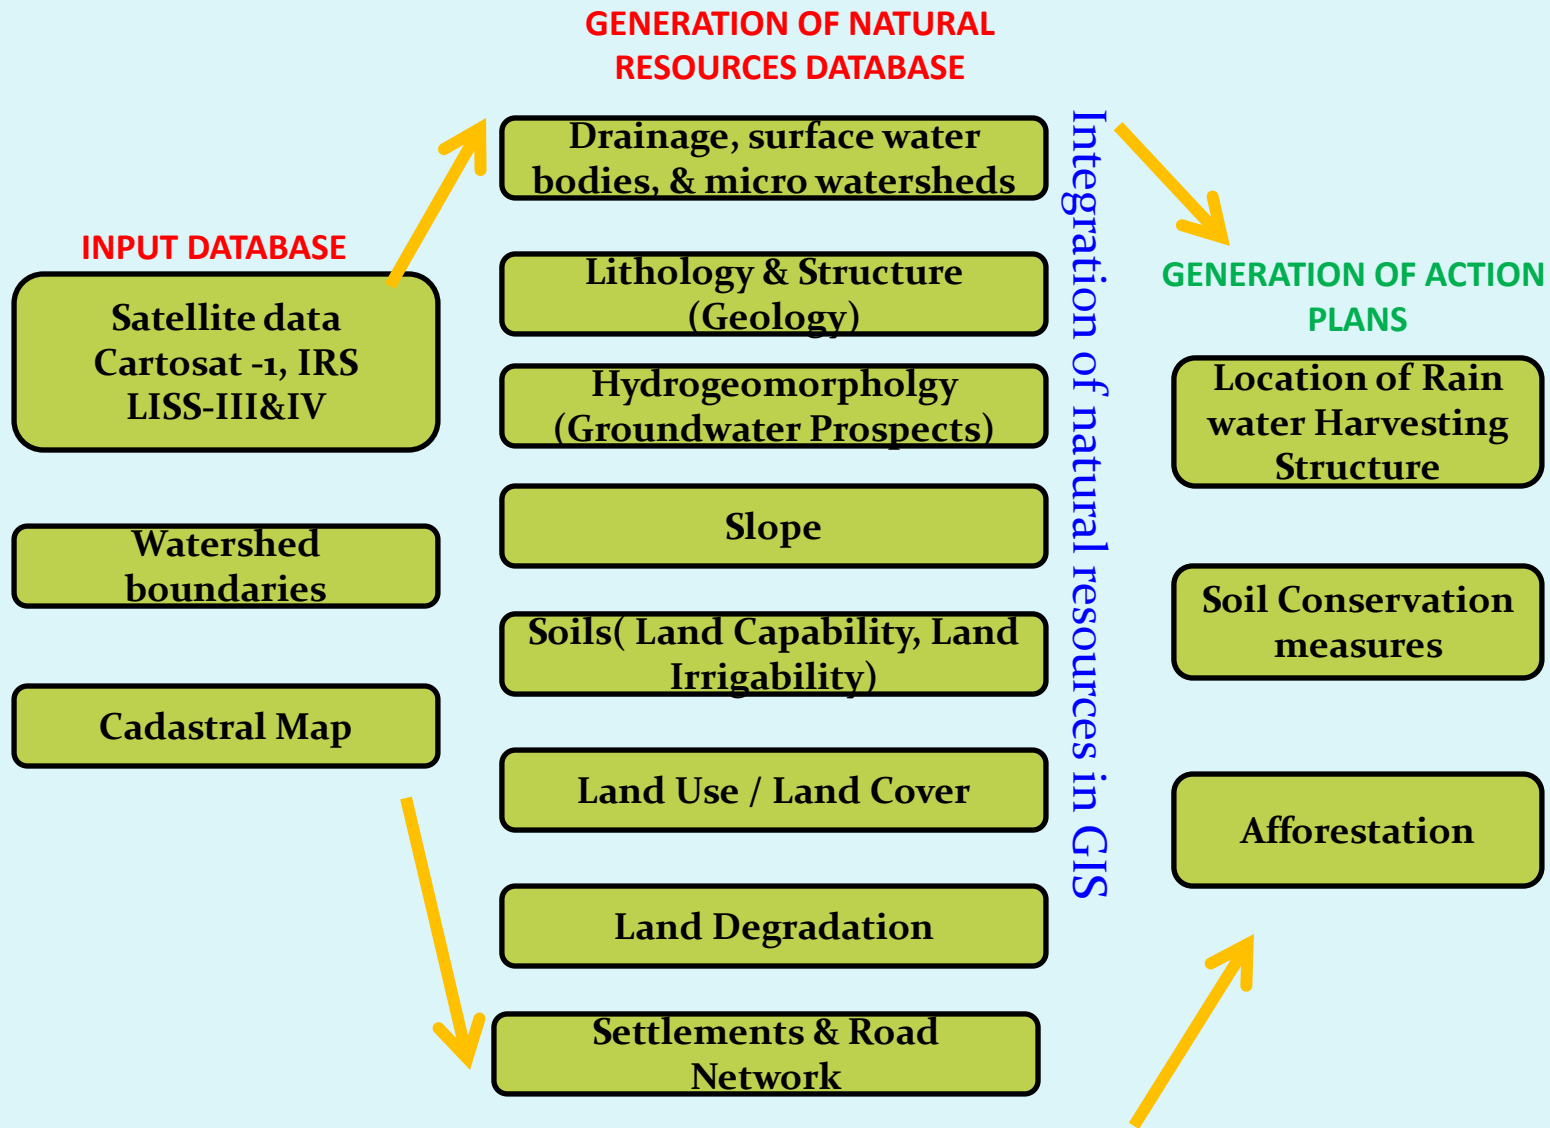 GENERATION OF NATURAL
RESOURCES DATABASE
INPUT DATABASE
Satellite data
Cartosat -1, IRS
LISS-III&IV
Watershed
boundaries
Cadastral Map
Drainage, surface water
bodies, & micro watersheds
Lithology & Structure
(Geology)
Hydrogeomorpholgy
(Groundwater Prospects)
Slope
Soils( Land Capability, Land
Irrigability)
Land Use / Land Cover
Land Degradation
Settlements & Road
Network
Integration of natural resources in GIS
GENERATION OF ACTION
PLANS
Location of Rain
water Harvesting
Structure
Soil Conservation
measures
Afforestation